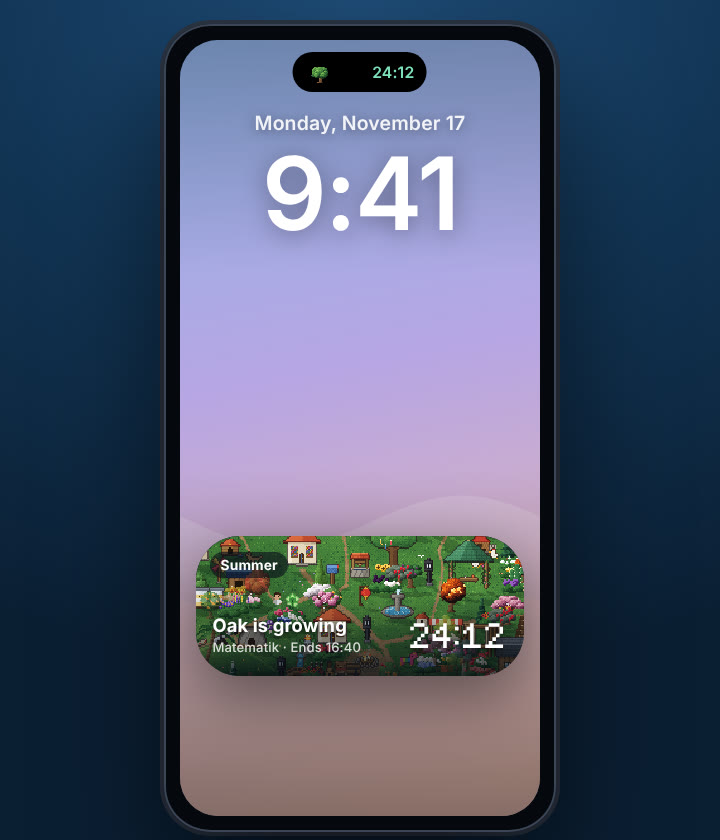 24:12
Monday, November 17
9:41
Summer
Oak is growing
Matematik · Ends 16:40
24:12